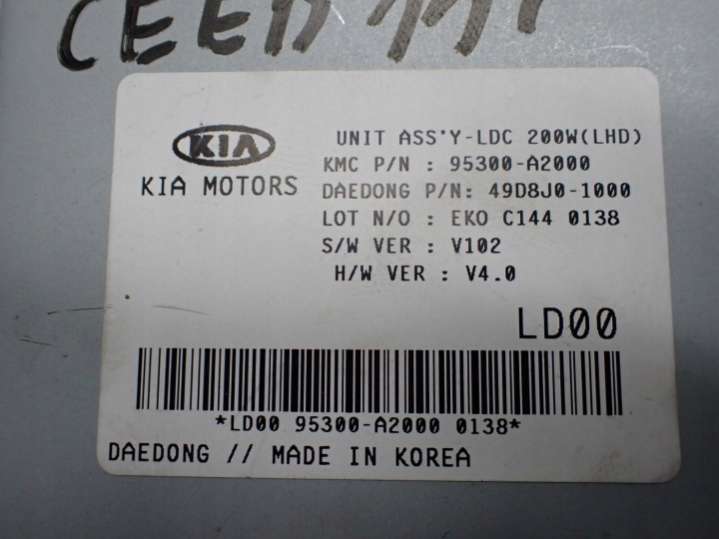 CEED
KIA
KIA MOTORS
UNIT ASS'Y-LDC 200W(LHD)
KMC P/N : 95300-A2000
DAEDONG P/N: 49D8J0-1000
LOT N/O : EKO C144 0138
S/W VER : V102
H/W VER : V4.0
LD00
*LD00 95300-A2000 0138*
DAEDONG // MADE IN KOREA